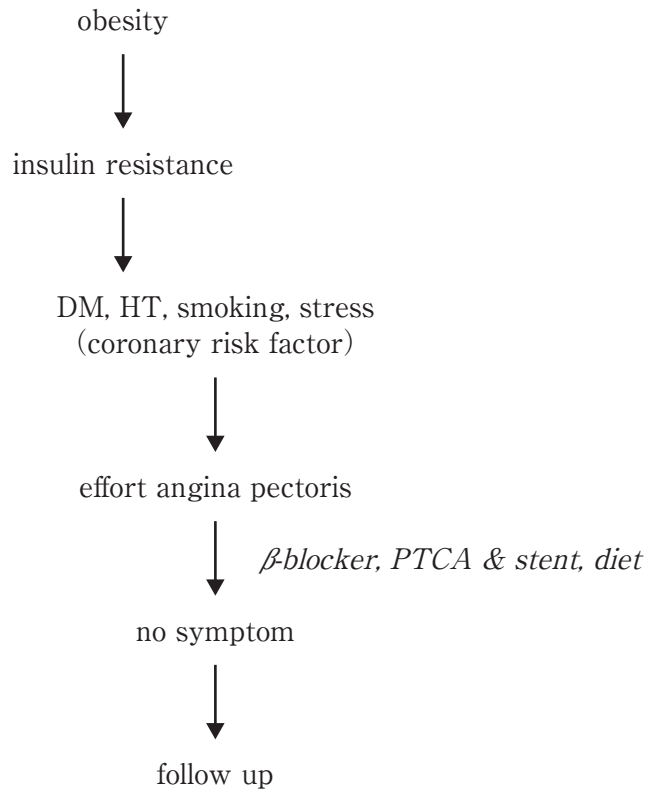 obesity
insulin resistance
DM, HT, smoking, stress
(coronary risk factor)
effort angina pectoris
β-blocker, PTCA & stent, diet
no symptom
follow up